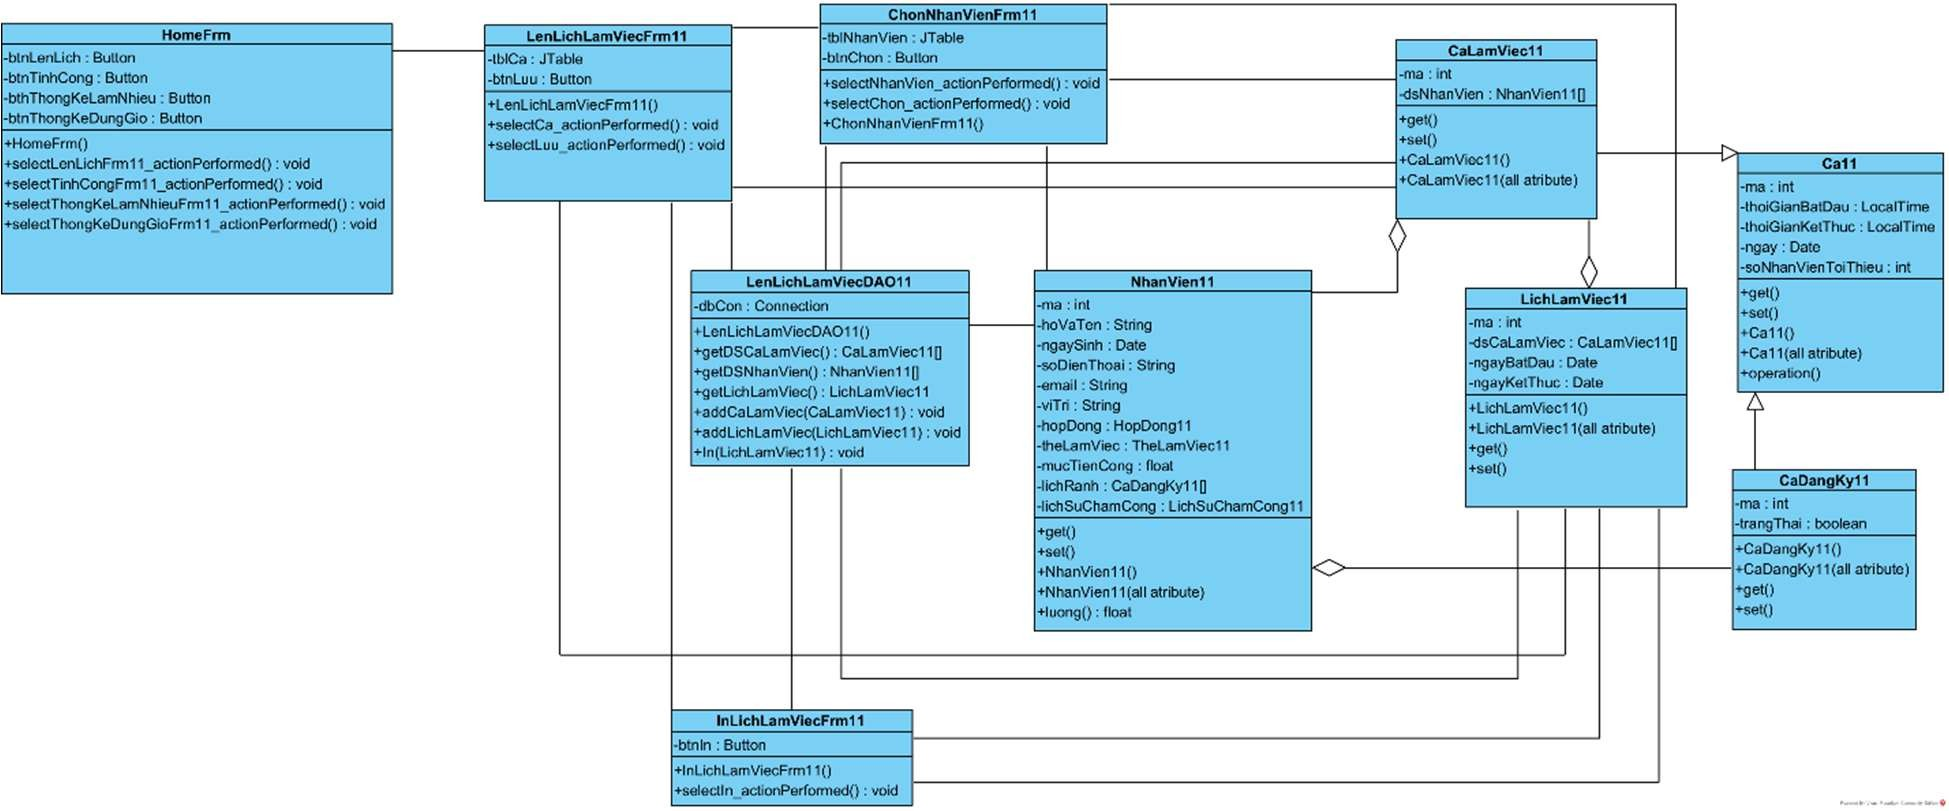 HomeFrm
-btnLenLich : Button
-btnTinhCong : Button
-bthThongKeLamNhieu : Button
-btnThongKeDungGio : Button
+HomeFrm()
+selectLenLichFrm11_actionPerformed() : void
+selectTinhCongFrm11_actionPerformed() : void
+selectThongKeLamNhieuFrm11_actionPerformed() : void
+selectThongKeDungGioFrm11_actionPerformed() : void
LenLichLamViecFrm11
-tblCa : JTable
-btnLuu : Button
+LenLichLamViecFrm11()
+selectCa_actionPerformed() : void
+selectLuu_actionPerformed() : void
ChonNhanVienFrm11
-tblNhanVien : JTable
-btnChon : Button
+selectNhanVien_actionPerformed() : void
+selectChon_actionPerformed() : void
+ChonNhanVienFrm11()
CaLamViec11
-ma : int
-dsNhanVien : NhanVien11[]
+get()
+set()
+CaLamViec11()
+CaLamViec11(all atribute)
Ca11
-ma : int
-thoiGianBatDau : LocalTime
-thoiGianKetThuc : LocalTime
-ngay : Date
-soNhanVienToiThieu : int
+get()
+set()
+Ca11()
+Ca11(all atribute)
+operation()
LenLichLamViecDAO11
-dbCon : Connection
+LenLichLamViecDAO11()
+getDSCaLamViec() : CaLamViec11[]
+getDSNhanVien() : NhanVien11[]
+getLichLamViec() : LichLamViec11
+addCaLamViec(CaLamViec11) : void
+addLichLamViec(LichLamViec11) : void
+In(LichLamViec11) : void
NhanVien11
-ma : int
-hoVaTen : String
-ngaySinh : Date
-soDienThoai : String
-email : String
-viTri : String
-hopDong : HopDong11
-theLamViec : TheLamViec11
-mucTienCong : float
-lichRanh : CaDangKy11[]
-lichSuChamCong : LichSuChamCong11
+get()
+set()
+NhanVien11()
+NhanVien11(all atribute)
+luong() : float
LichLamViec11
-ma : int
-dsCaLamViec : CaLamViec11[]
-ngayBatDau : Date
-ngayKetThuc : Date
+LichLamViec11()
+LichLamViec11(all atribute)
+get()
+set()
CaDangKy11
-ma : int
-trangThai : boolean
+CaDangKy11()
+CaDangKy11(all atribute)
+get()
+set()
InLichLamViecFrm11
-btnIn : Button
+InLichLamViecFrm11()
+selectIn_actionPerformed() : void